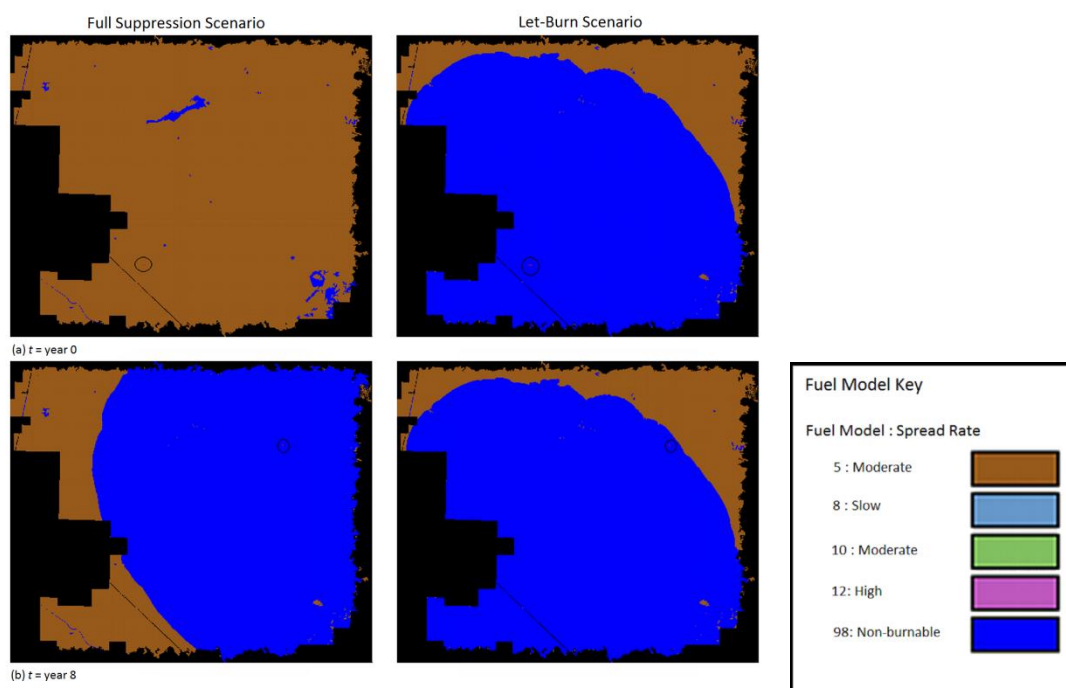 Full Suppression Scenario
Let-Burn Scenario
(a) t = year 0
(b) t = year 8
Fuel Model Key
Fuel Model : Spread Rate
5 : Moderate
8 : Slow
10 : Moderate
12: High
98: Non-burnable